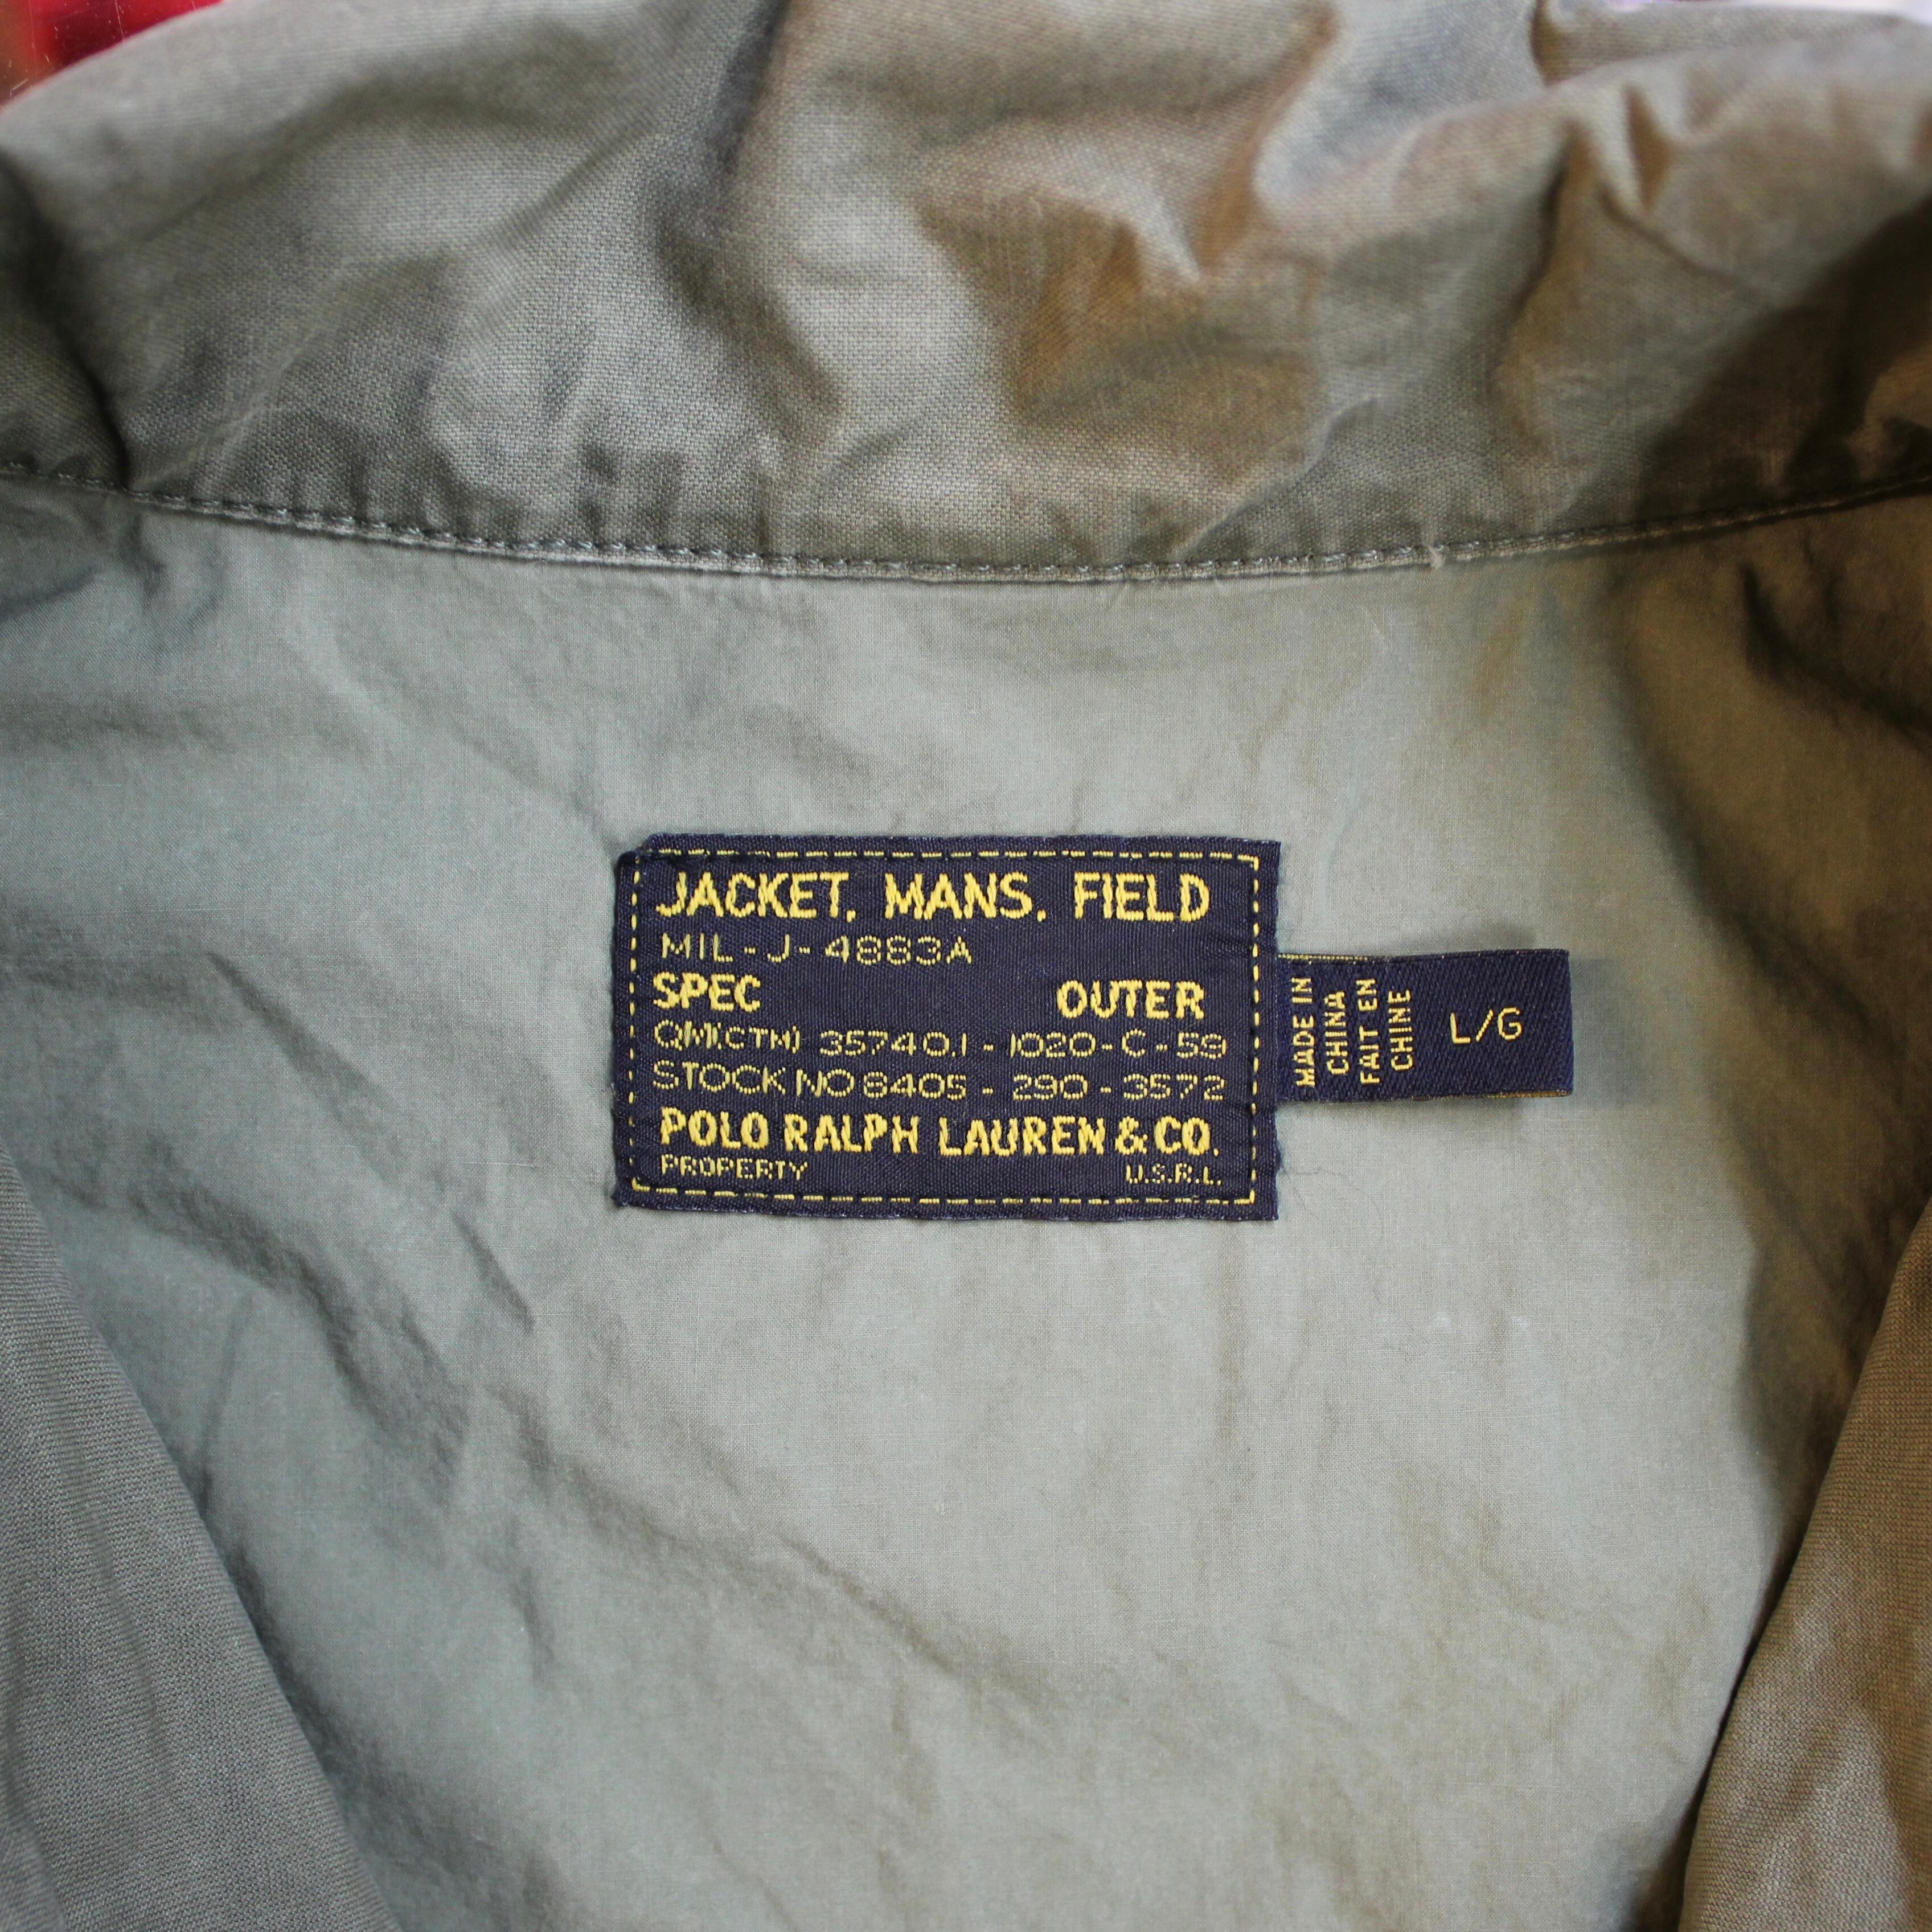 JACKET, MANS, FIELD
MIL-J-4883A
SPEC OUTER
QM(CTM) 35740.1-1020-C-59
STOCK NO 8405-290-3572
POLO RALPH LAUREN & CO.
PROPERTY U.S.R.L.
MADE IN
CHINA
FAIT EN
CHINE
L/G